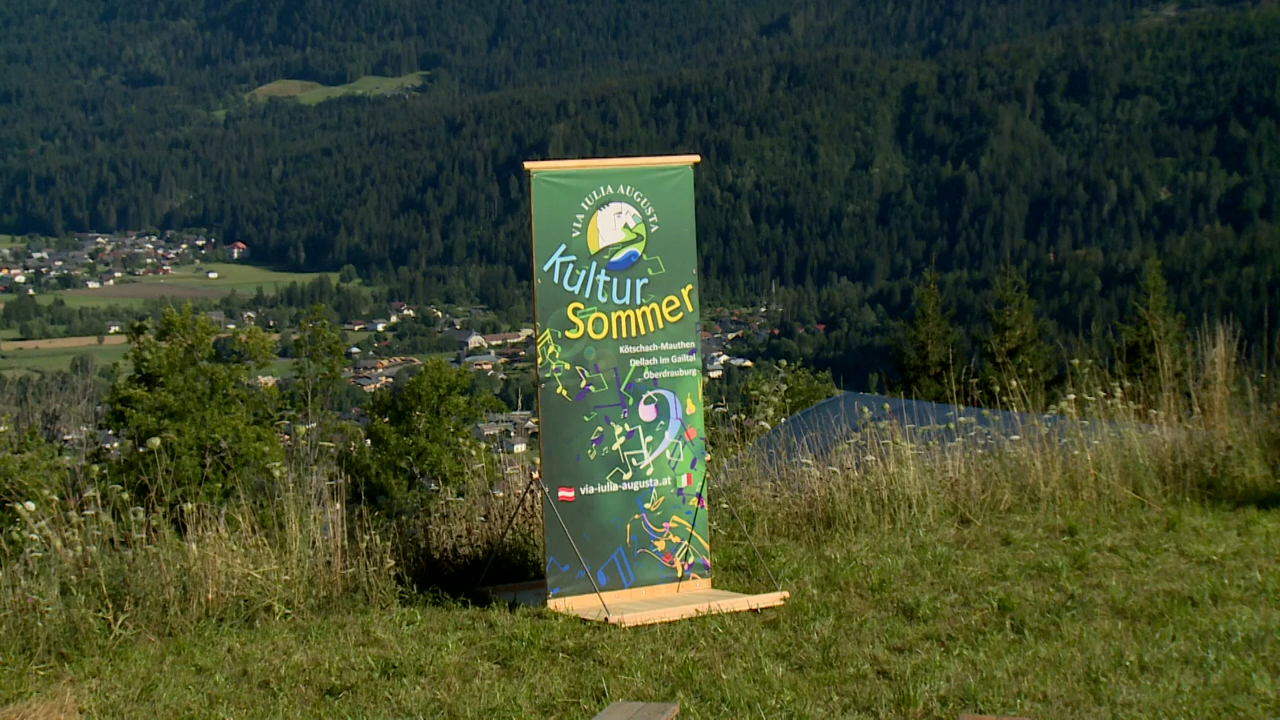 VIA IULIA AUGUSTA
Kultur
Sommer
Kötschach-Mauthen
Dellach im Gailtal
Oberdrauburg
via-iulia-augusta.at